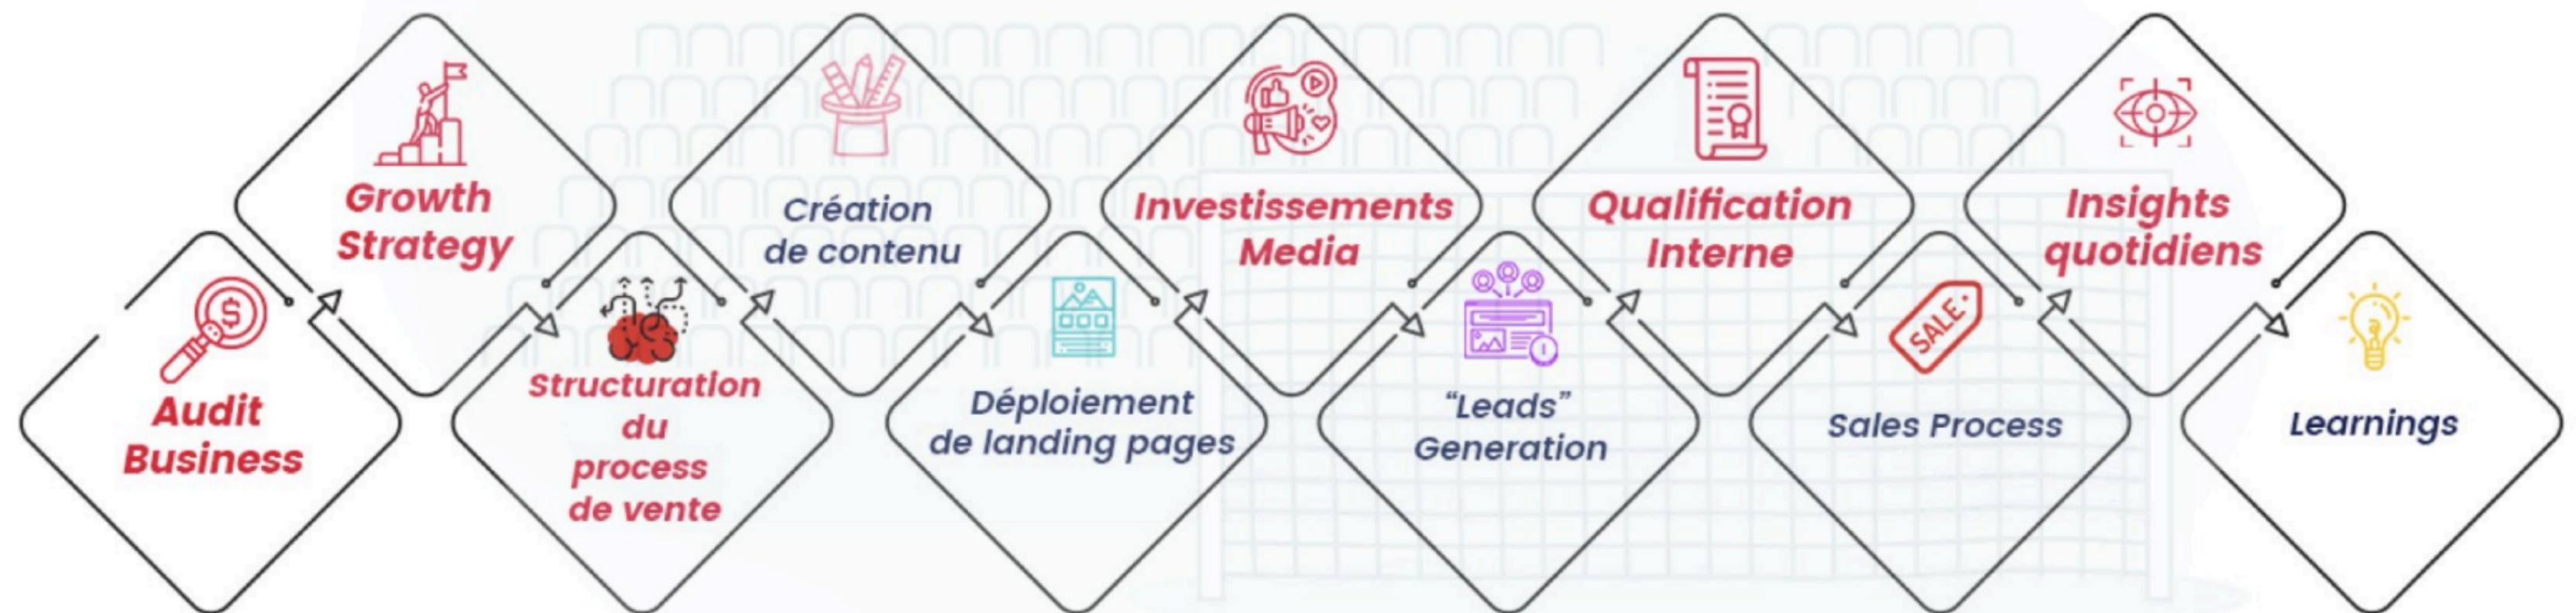 Audit
Business
Growth
Strategy
Structuration
du
process
de vente
Création
de contenu
Déploiement
de landing pages
Investissements
Media
“Leads”
Generation
Qualification
Interne
SALE
Sales Process
Insights
quotidiens
Learnings